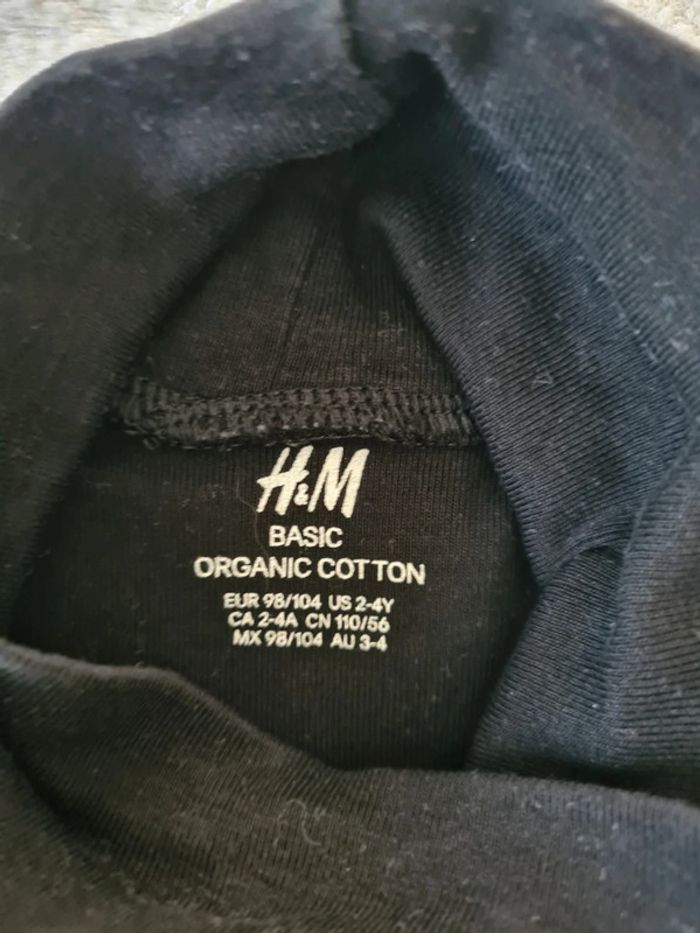 H&M
BASIC
ORGANIC COTTON
EUR 98/104 US 2-4Y
CA 2-4A CN 110/56
MX 98/104 AU 3-4